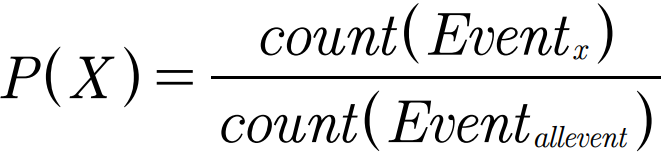 P(X) = count(Event_x) / count(Event_allevent)